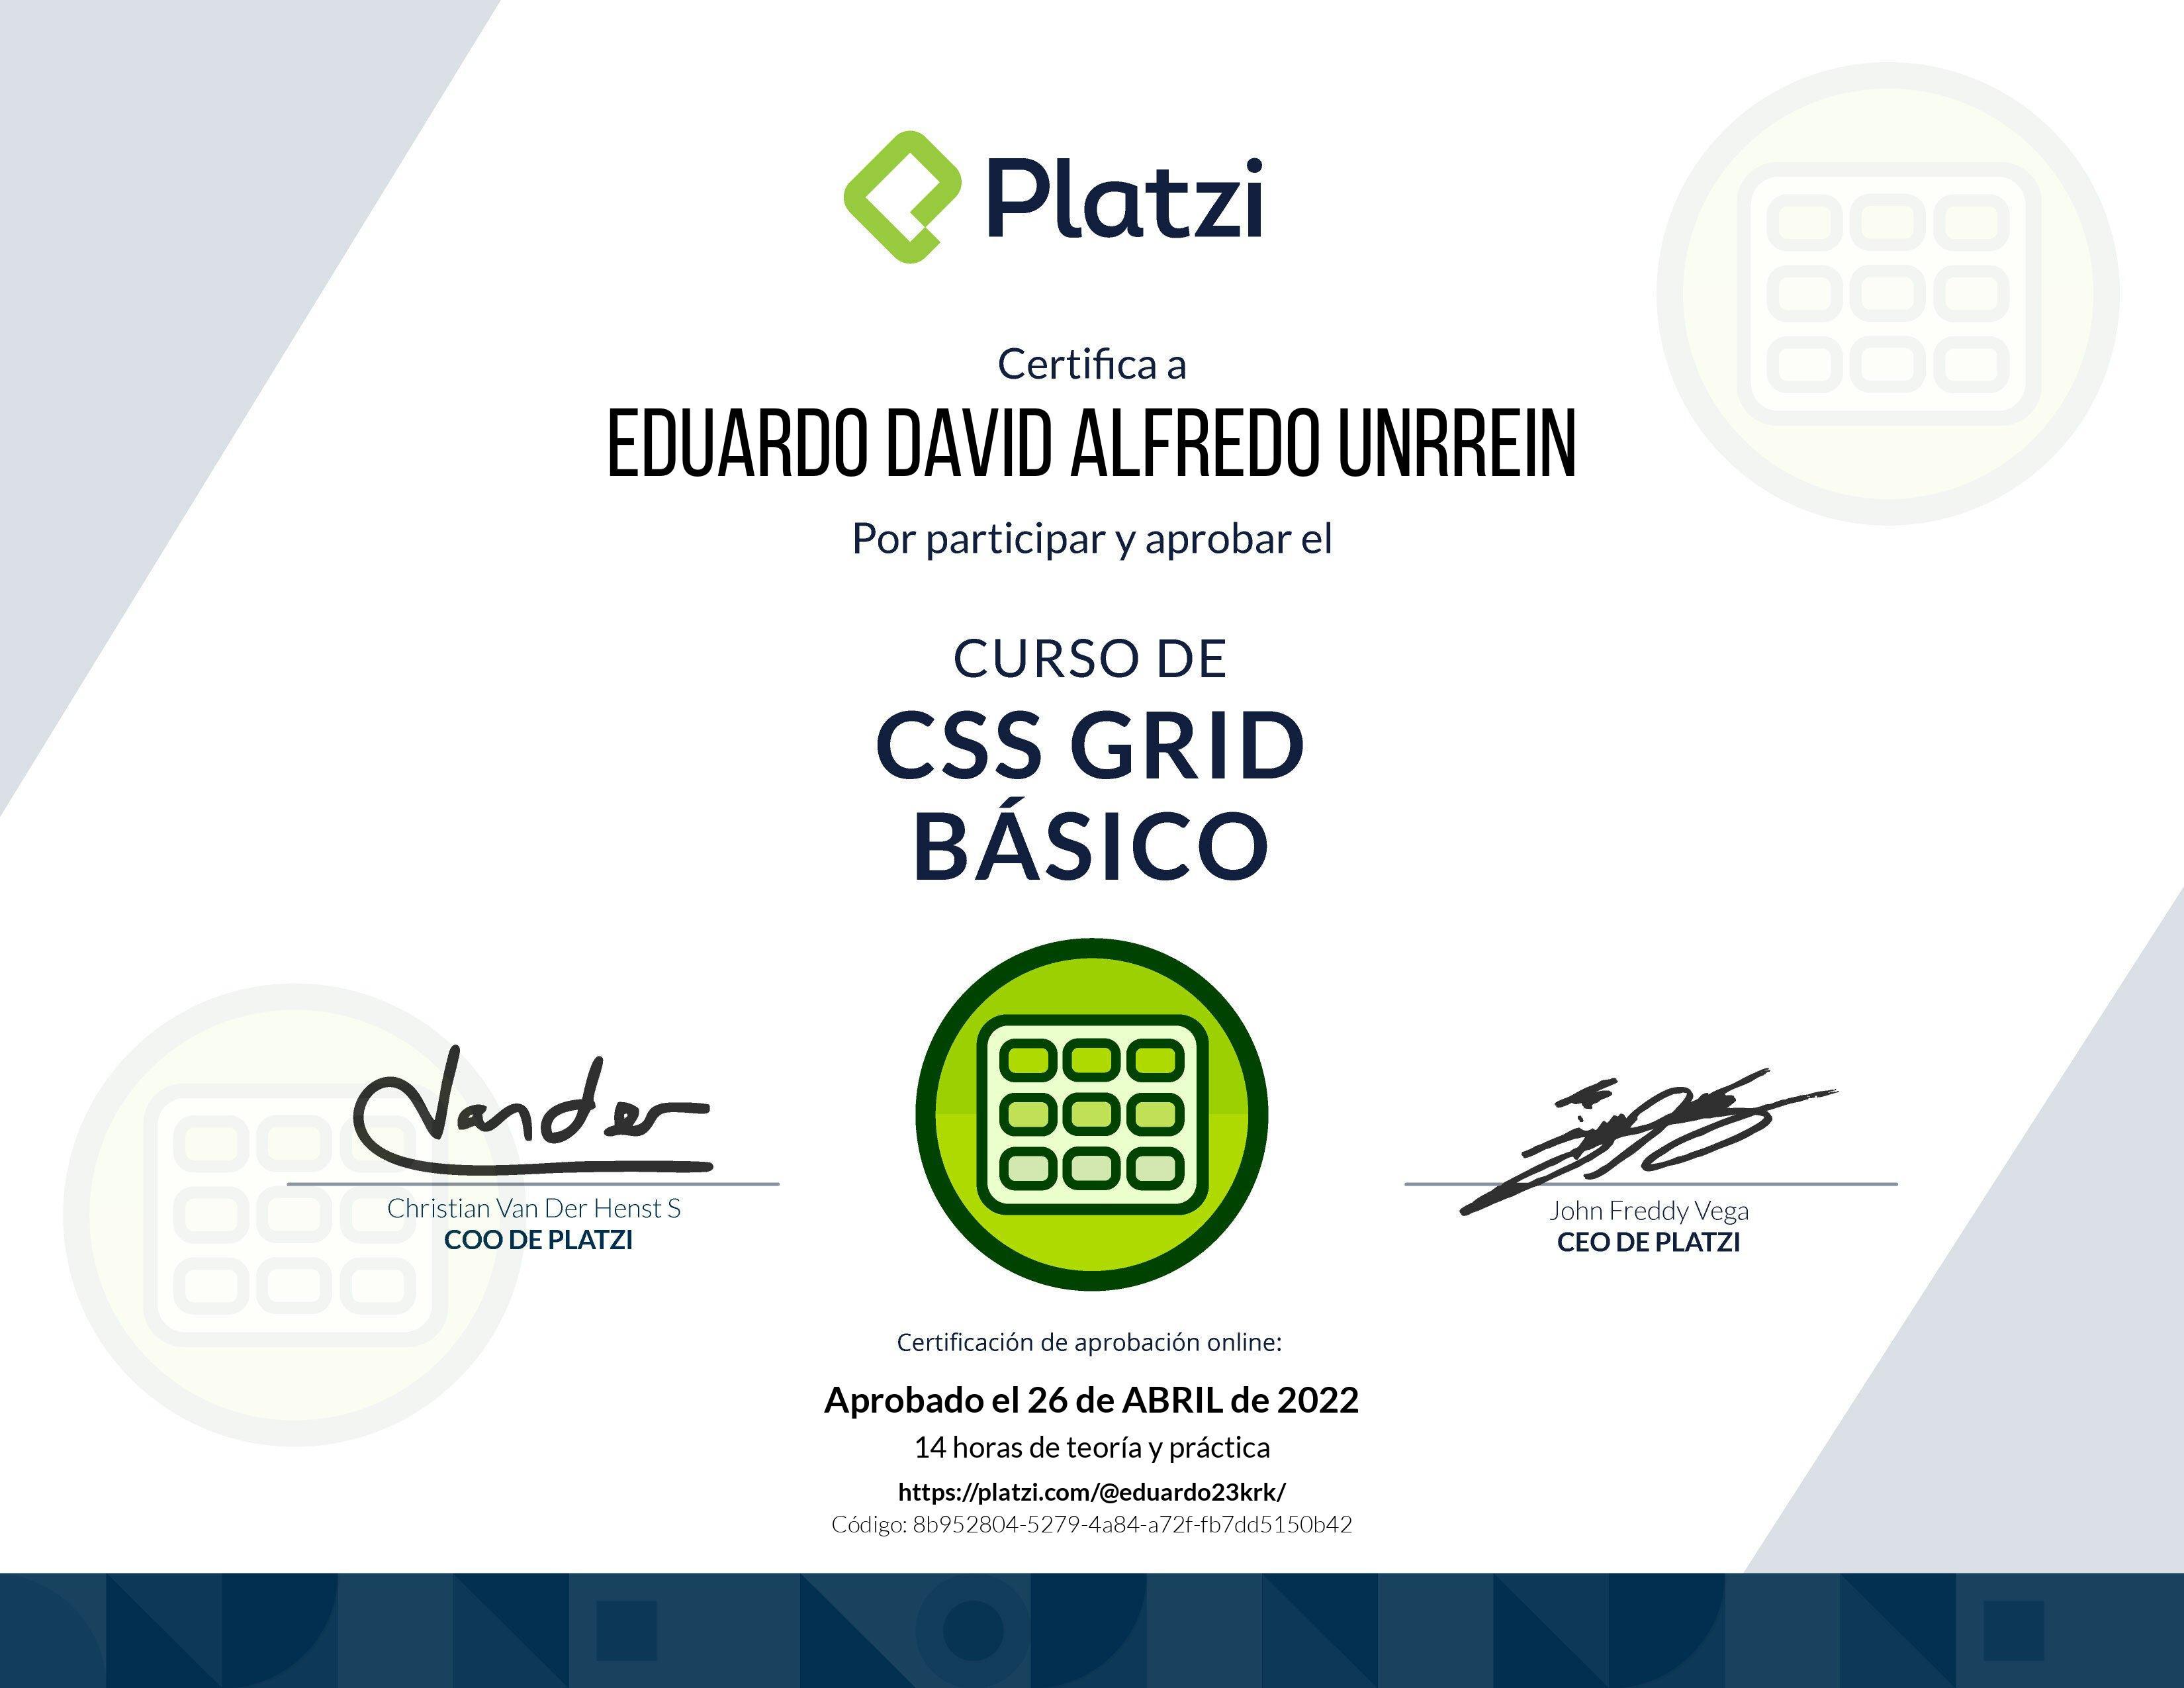 Platzi
Certifica a
EDUARDO DAVID ALFREDO UNRREIN
Por participar y aprobar el
CURSO DE
CSS GRID
BÁSICO
Vander
Christian Van Der Henst S
COO DE PLATZI
John Freddy Vega
CEO DE PLATZI
Certificación de aprobación online:
Aprobado el 26 de ABRIL de 2022
14 horas de teoría y práctica
https://platzi.com/@eduardo23krk/
Código: 8b952804-5279-4a84-a72f-fb7dd5150b42